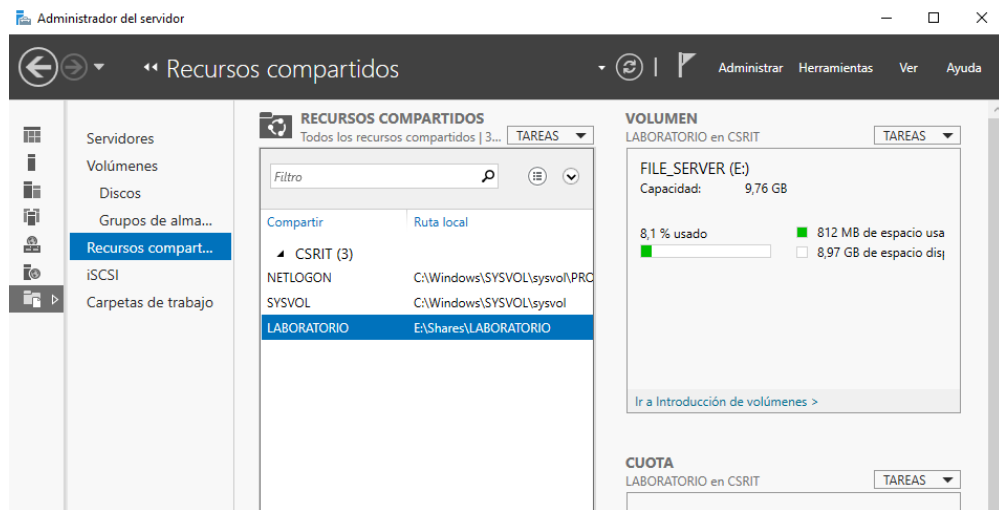 Administrador del servidor
Recursos compartidos
Administrar Herramientas Ver Ayuda
Servidores
Volúmenes
Discos
Grupos de alma...
Recursos compart...
iSCSI
Carpetas de trabajo
RECURSOS COMPARTIDOS
Todos los recursos compartidos | 3...
TAREAS
Filtro
Compartir Ruta local
CSRIT (3)
NETLOGON C:\Windows\SYSVOL\sysvol\PRO
SYSVOL C:\Windows\SYSVOL\sysvol
LABORATORIO E:\Shares\LABORATORIO
VOLUMEN
LABORATORIO en CSRIT
TAREAS
FILE_SERVER (E:)
Capacidad: 9,76 GB
8,1 % usado
812 MB de espacio usa
8,97 GB de espacio disp
Ir a Introducción de volúmenes >
CUOTA
LABORATORIO en CSRIT
TAREAS